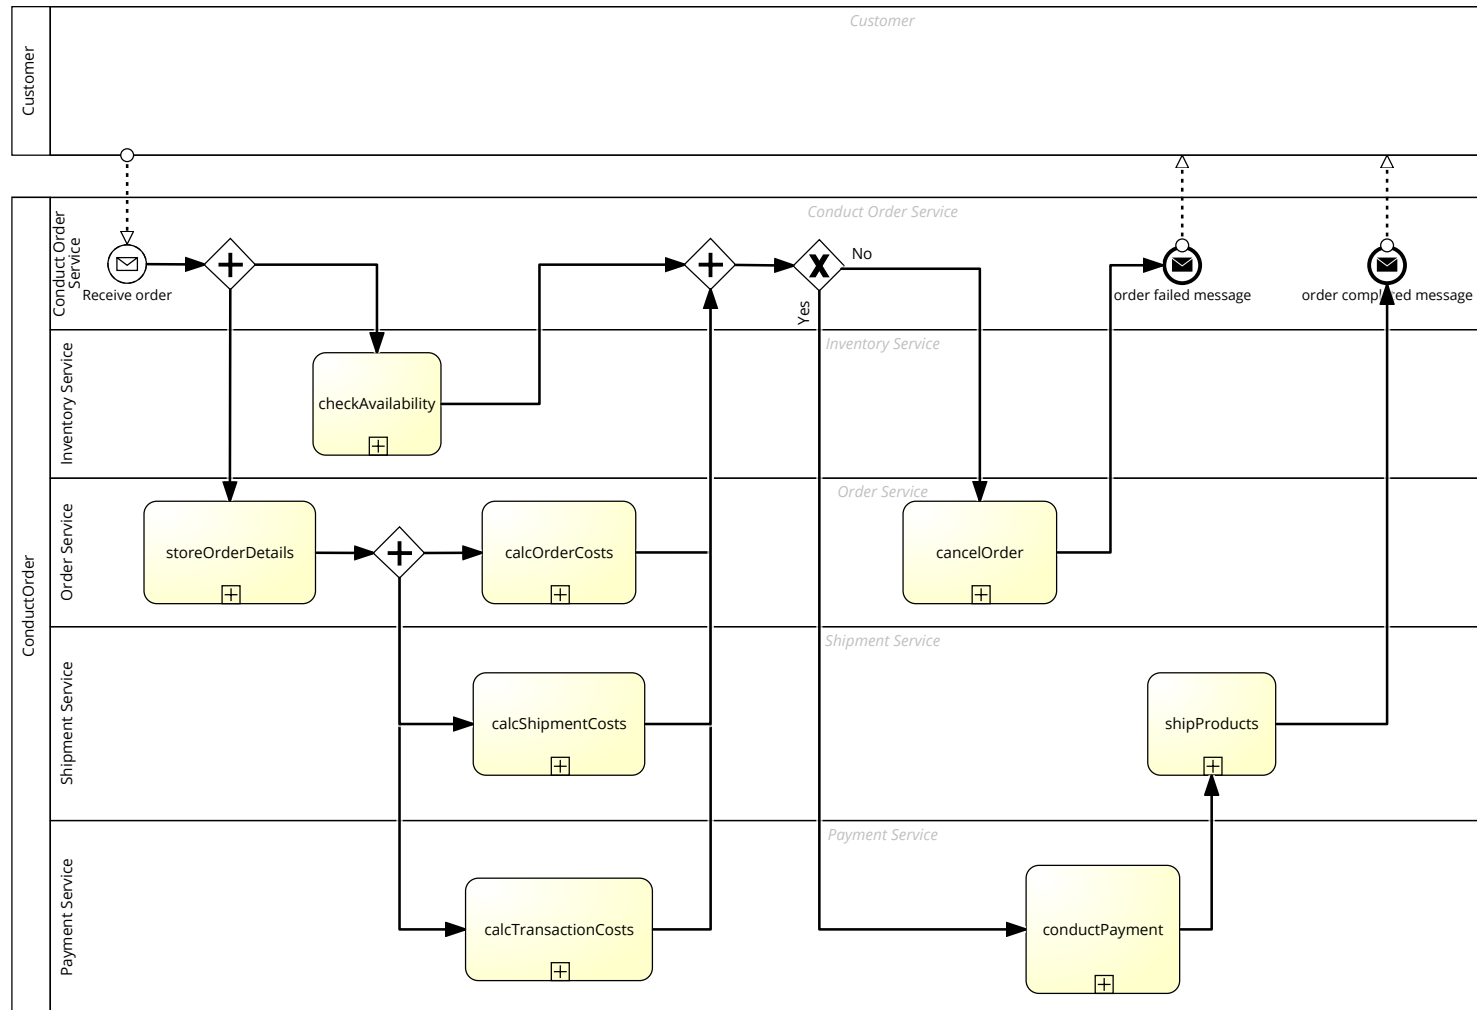 Customer
Customer
ConductOrder
Conduct Order
Service
Conduct Order Service
Receive order
No
Yes
order failed message
order completed message
Inventory Service
Inventory Service
checkAvailability
Order Service
Order Service
storeOrderDetails
calcOrderCosts
cancelOrder
Shipment Service
Shipment Service
calcShipmentCosts
shipProducts
Payment Service
Payment Service
calcTransactionCosts
conductPayment